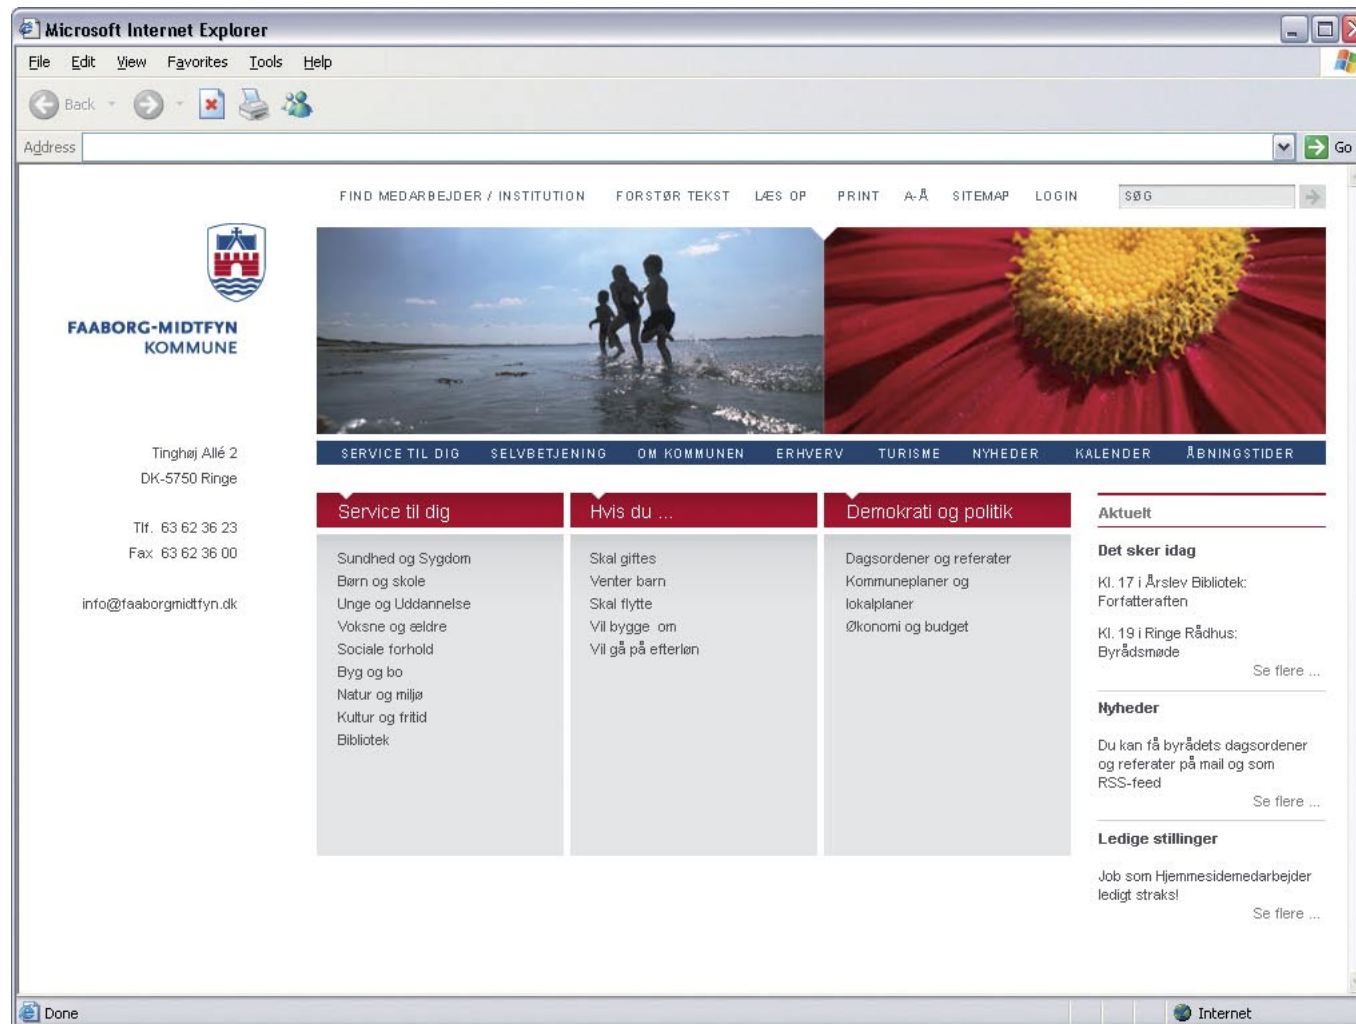 Microsoft Internet Explorer
File Edit View Favorites Tools Help
Back
Address
Go
FIND MEDARBEJDER / INSTITUTION FORSTØR TEKST LÆS OP PRINT A-Å SITEMAP LOGIN SØG
FAABORG-MIDTFYN
KOMMUNE
Tinghøj Allé 2
DK-5750 Ringe
Tlf. 63 62 36 23
Fax 63 62 36 00
info@faaborgmidtfyn.dk
SERVICE TIL DIG SELVBETJENING OM KOMMUNEN ERHVERV TURISME NYHEDER KALENDER ÅBNINGSTIDER
Service til dig
Sundhed og Sygdom
Børn og skole
Unge og Uddannelse
Voksne og ældre
Sociale forhold
Byg og bo
Natur og miljø
Kultur og fritid
Bibliotek
Hvis du ...
Skal giftes
Venter barn
Skal flytte
Vil bygge om
Vil gå på efterløn
Demokrati og politik
Dagsordener og referater
Kommuneplaner og
lokalplaner
Økonomi og budget
Aktuelt
Det sker idag
Kl. 17 i Årslev Bibliotek:
Forfatteraften
Kl. 19 i Ringe Rådhus:
Byrådsmøde
Se flere ...
Nyheder
Du kan få byrådets dagsordener
og referater på mail og som
RSS-feed
Se flere ...
Ledige stillinger
Job som Hjemmesidemedarbejder
ledigt straks!
Se flere ...
Done
Internet